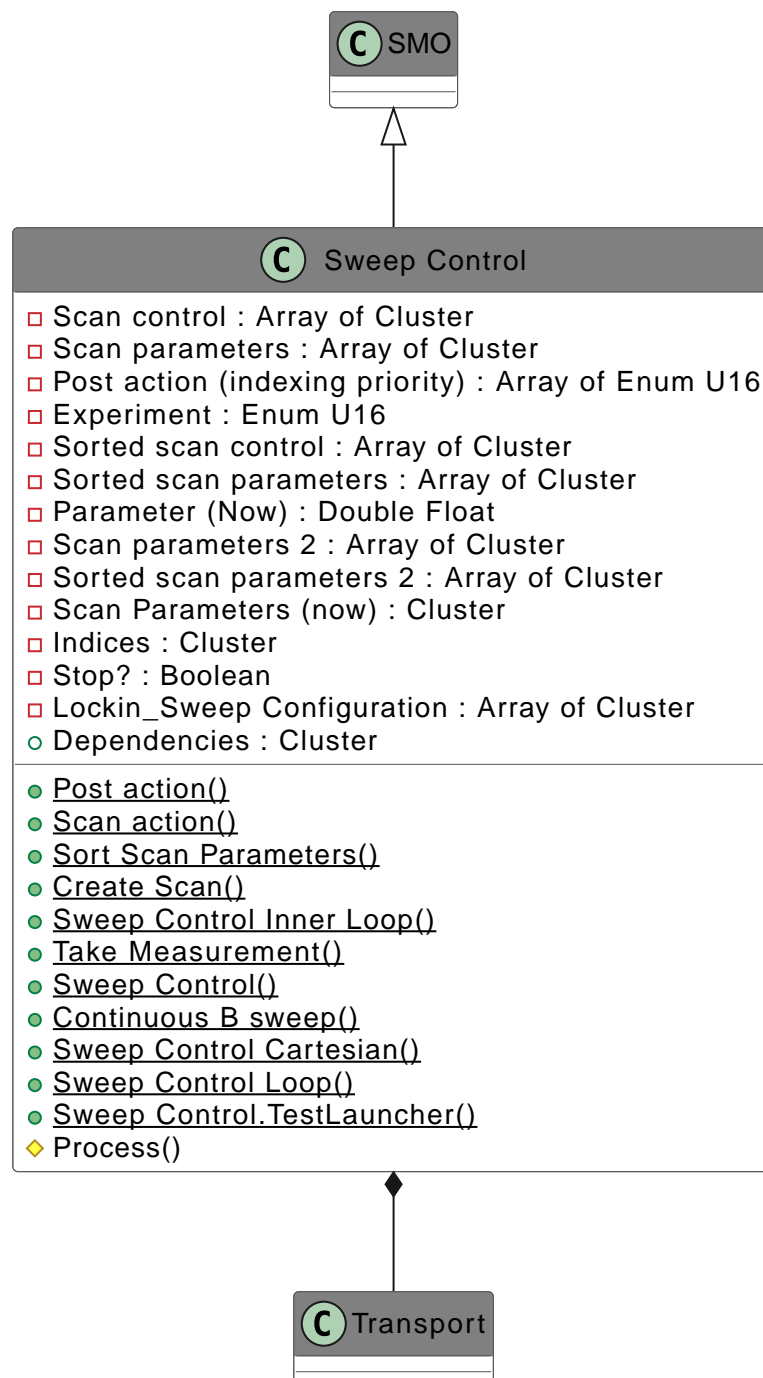 C SMO
C Sweep Control
Scan control : Array of Cluster
Scan parameters : Array of Cluster
Post action (indexing priority) : Array of Enum U16
Experiment : Enum U16
Sorted scan control : Array of Cluster
Sorted scan parameters : Array of Cluster
Parameter (Now) : Double Float
Scan parameters 2 : Array of Cluster
Sorted scan parameters 2 : Array of Cluster
Scan Parameters (now) : Cluster
Indices : Cluster
Stop? : Boolean
Lockin_Sweep Configuration : Array of Cluster
Dependencies : Cluster
Post action()
Scan action()
Sort Scan Parameters()
Create Scan()
Sweep Control Inner Loop()
Take Measurement()
Sweep Control()
Continuous B sweep()
Sweep Control Cartesian()
Sweep Control Loop()
Sweep Control.TestLauncher()
Process()
C Transport